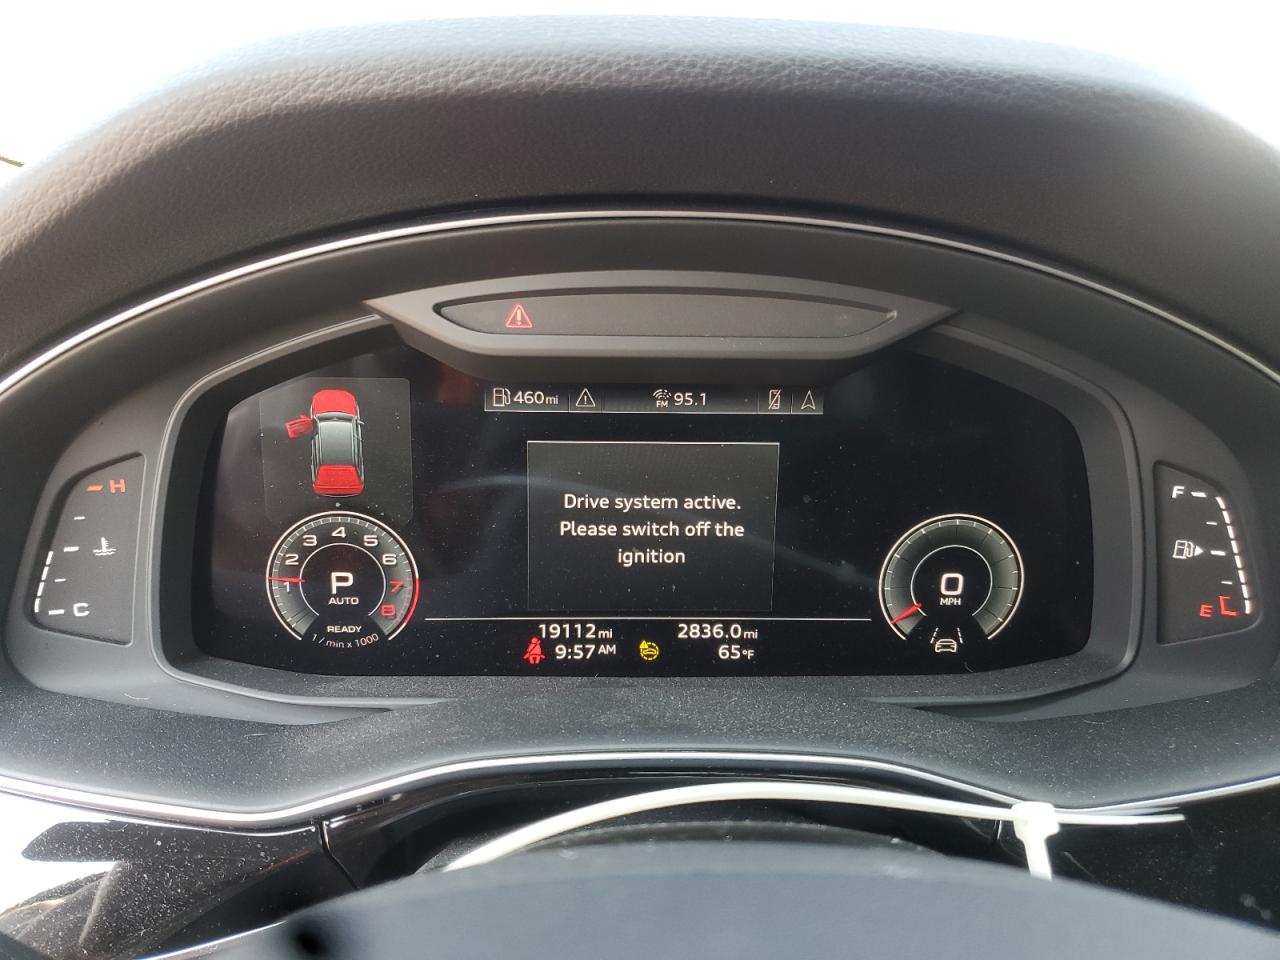 460mi
FM 95.1
H
C
Drive system active.
Please switch off the
ignition
1 2 3 4 5 6 7 8
P
AUTO
READY
1/min x 1000
0
MPH
F
E
19112mi 2836.0mi
9:57AM 65°F